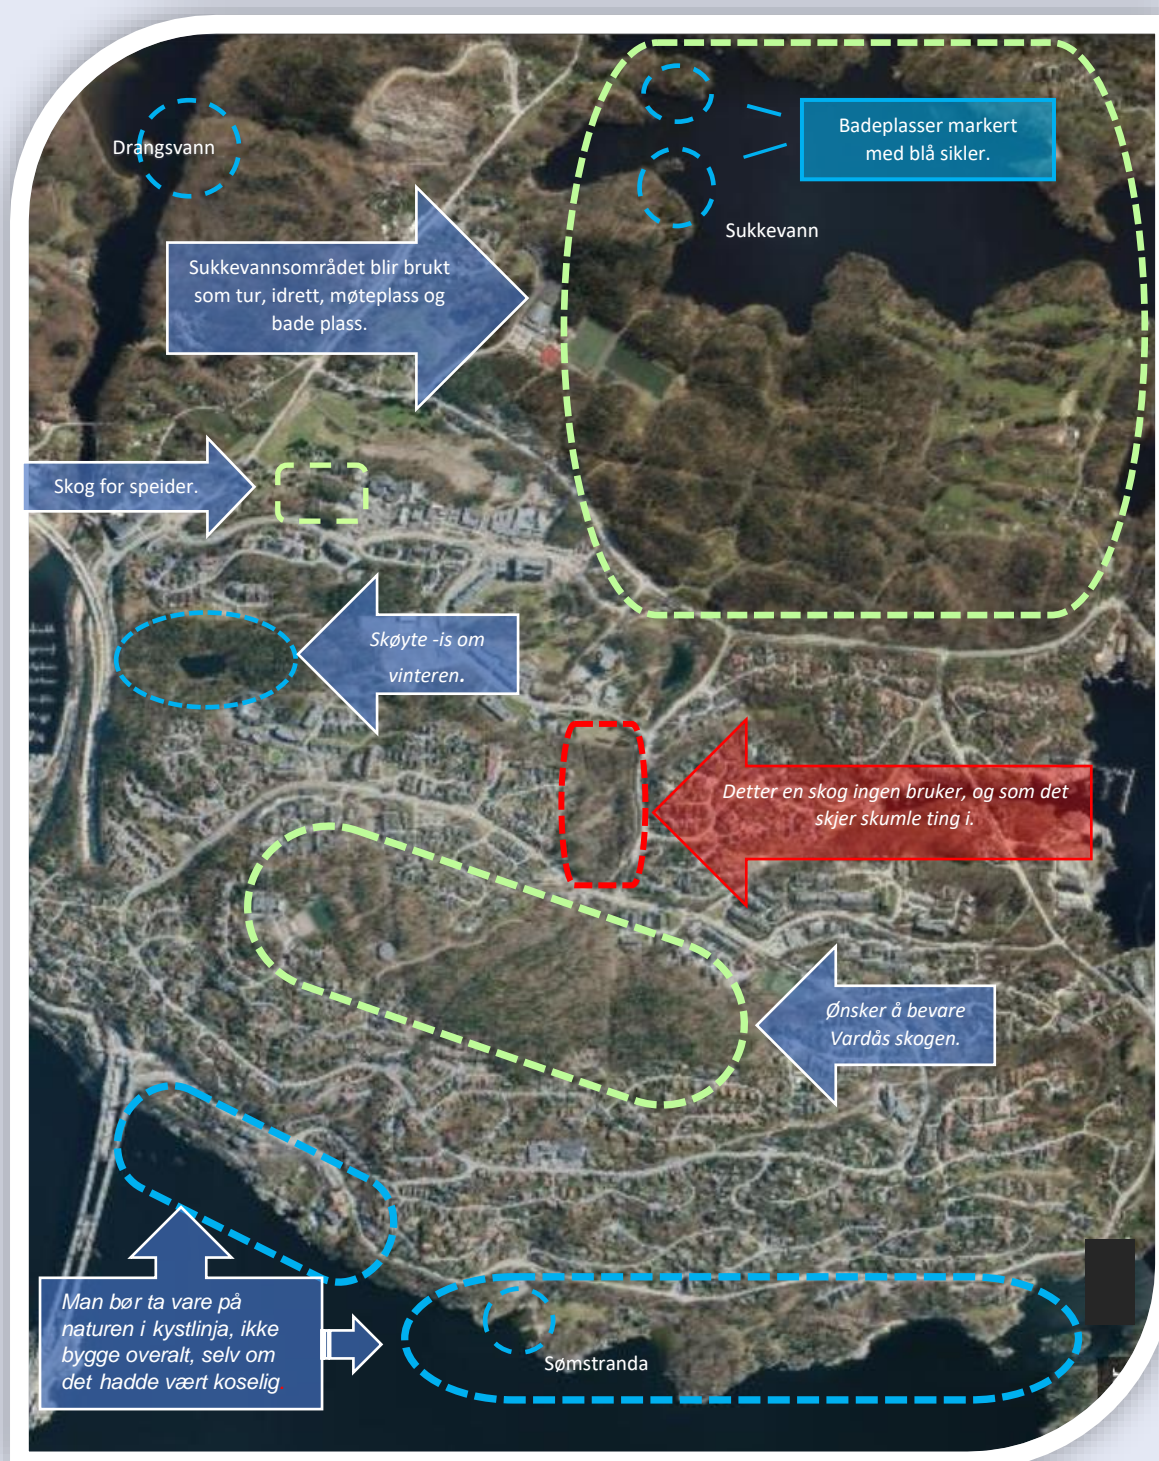 Drangsvann
Badeplasser markert
med blå sikler.
Sukkevann
Sukkevannsområdet blir brukt
som tur, idrett, møteplass og
bade plass.
Skog for speider.
Skøyte -is om
vinteren.
Detter en skog ingen bruker, og som det
skjer skumle ting i.
Ønsker å bevare
Vardås skogen.
Man bør ta vare på
naturen i kystlinja, ikke
bygge overalt, selv om
det hadde vært koselig.
Sømstranda